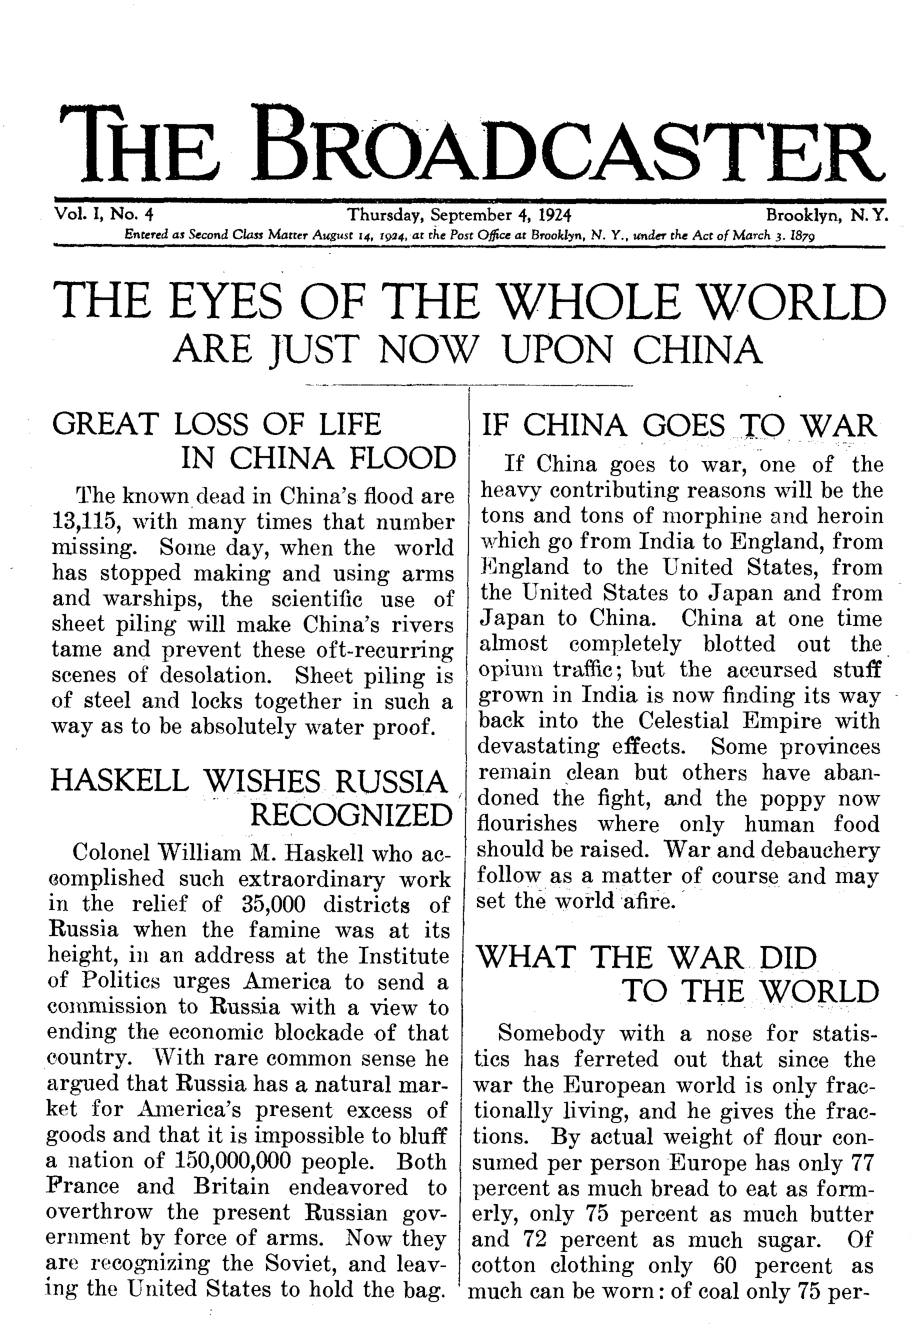 THE BROADCASTER
Vol. I, No. 4 Thursday, September 4, 1924 Brooklyn, N. Y.
Entered as Second Class Matter August 14, 1924, at the Post Office at Brooklyn, N. Y., under the Act of March 3. 1879
THE EYES OF THE WHOLE WORLD
ARE JUST NOW UPON CHINA
GREAT LOSS OF LIFE
IN CHINA FLOOD
The known dead in China's flood are
13,115, with many times that number
missing. Some day, when the world
has stopped making and using arms
and warships, the scientific use of
sheet piling will make China's rivers
tame and prevent these oft-recurring
scenes of desolation. Sheet piling is
of steel and locks together in such a
way as to be absolutely water proof.
HASKELL WISHES RUSSIA
RECOGNIZED
Colonel William M. Haskell who ac-
complished such extraordinary work
in the relief of 35,000 districts of
Russia when the famine was at its
height, in an address at the Institute
of Politics urges America to send a
commission to Russia with a view to
ending the economic blockade of that
country. With rare common sense he
argued that Russia has a natural mar-
ket for America's present excess of
goods and that it is impossible to bluff
a nation of 150,000,000 people. Both
France and Britain endeavored to
overthrow the present Russian gov-
ernment by force of arms. Now they
are recognizing the Soviet, and leav-
ing the United States to hold the bag.
IF CHINA GOES TO WAR
If China goes to war, one of the
heavy contributing reasons will be the
tons and tons of morphine and heroin
which go from India to England, from
England to the United States, from
the United States to Japan and from
Japan to China. China at one time
almost completely blotted out the
opium traffic; but the accursed stuff
grown in India is now finding its way
back into the Celestial Empire with
devastating effects. Some provinces
remain clean but others have aban-
doned the fight, and the poppy now
flourishes where only human food
should be raised. War and debauchery
follow as a matter of course and may
set the world afire.
WHAT THE WAR DID
TO THE WORLD
Somebody with a nose for statis-
tics has ferreted out that since the
war the European world is only frac-
tionally living, and he gives the frac-
tions. By actual weight of flour con-
sumed per person Europe has only 77
percent as much bread to eat as form-
erly, only 75 percent as much butter
and 72 percent as much sugar. Of
cotton clothing only 60 percent as
much can be worn: of coal only 75 per-